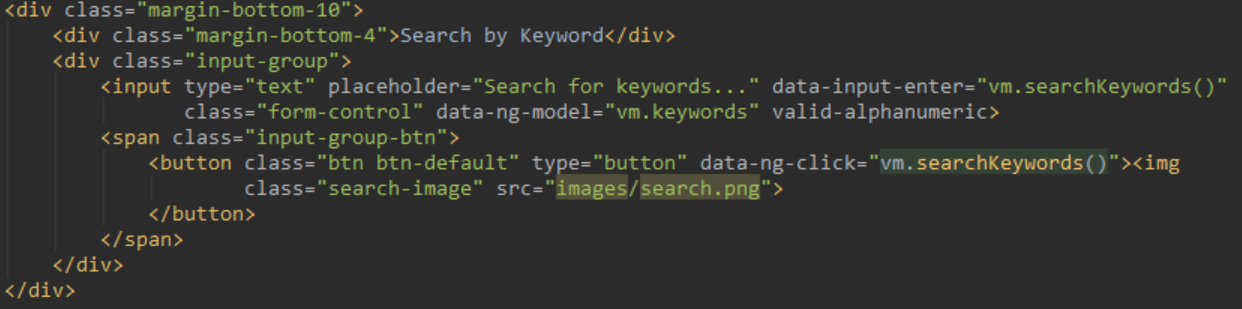 <div class="margin-bottom-10">
    <div class="margin-bottom-4">Search by Keyword</div>
    <div class="input-group">
        <input type="text" placeholder="Search for keywords..." data-input-enter="vm.searchKeywords()"
               class="form-control" data-ng-model="vm.keywords" valid-alphanumeric>
        <span class="input-group-btn">
            <button class="btn btn-default" type="button" data-ng-click="vm.searchKeywords()"><img
                    class="search-image" src="images/search.png">
            </button>
        </span>
    </div>
</div>